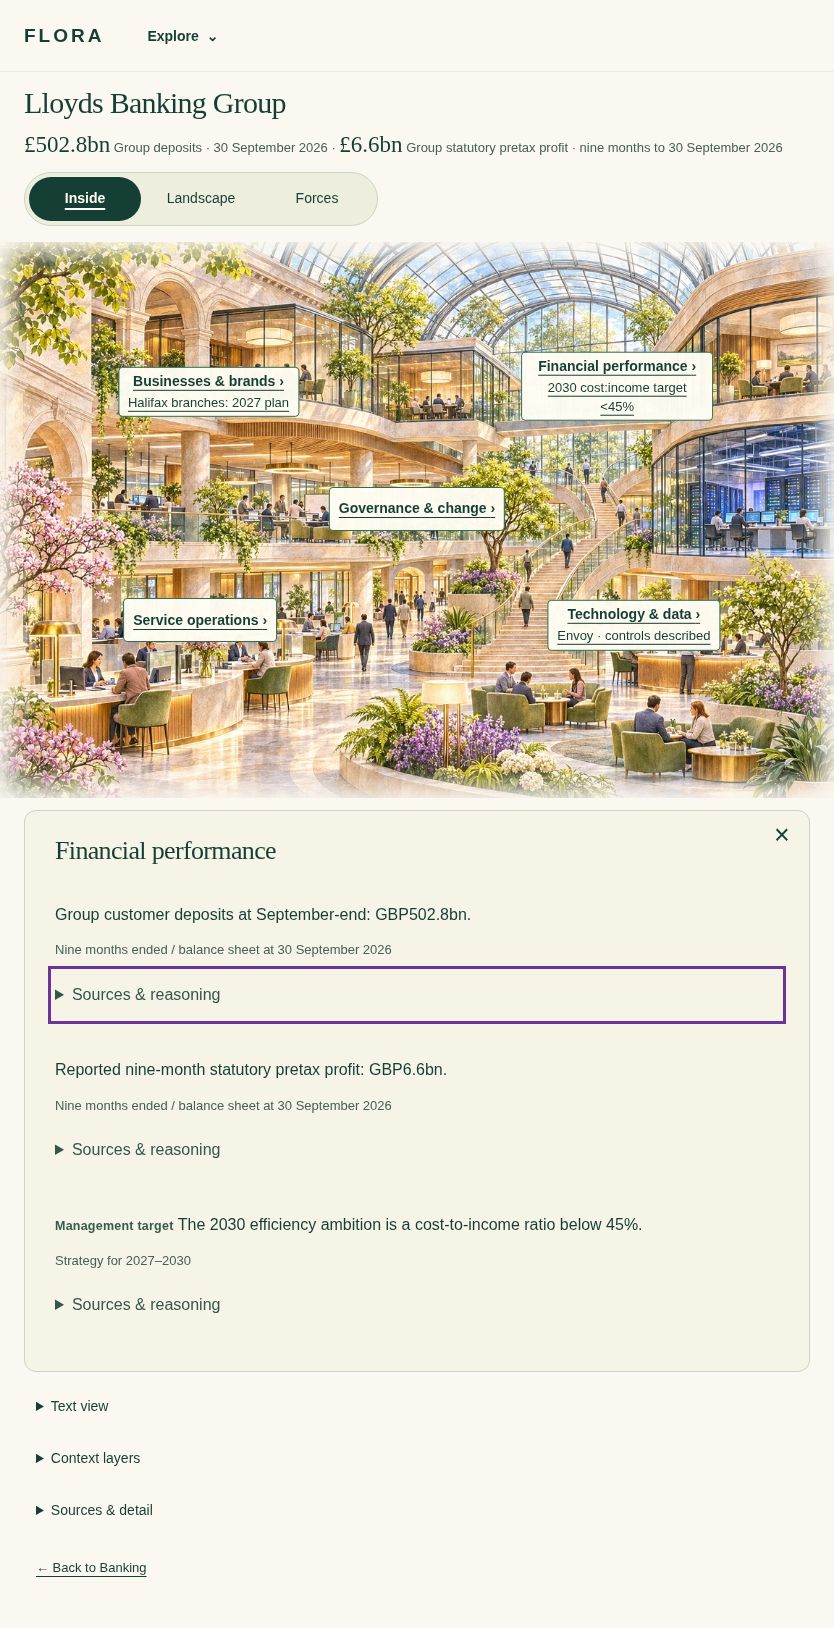 FLORA
Explore ⌄
Lloyds Banking Group
£502.8bn Group deposits · 30 September 2026 · £6.6bn Group statutory pretax profit · nine months to 30 September 2026
Inside
Landscape
Forces
Businesses & brands ›
Halifax branches: 2027 plan
Financial performance ›
2030 cost:income target
<45%
Governance & change ›
Service operations ›
Technology & data ›
Envoy · controls described
Financial performance
×
Group customer deposits at September-end: GBP502.8bn.
Nine months ended / balance sheet at 30 September 2026
▶ Sources & reasoning
Reported nine-month statutory pretax profit: GBP6.6bn.
Nine months ended / balance sheet at 30 September 2026
▶ Sources & reasoning
Management target The 2030 efficiency ambition is a cost-to-income ratio below 45%.
Strategy for 2027–2030
▶ Sources & reasoning
▶ Text view
▶ Context layers
▶ Sources & detail
← Back to Banking